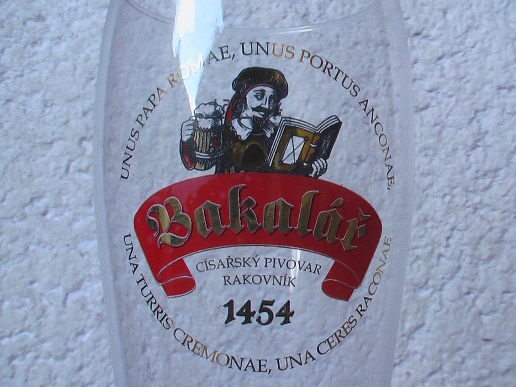 UNUS PAPA ROMAE, UNUS PORTUS ANCONAE,
Bakalář
CÍSAŘSKÝ PIVOVAR
RAKOVNÍK
1454
UNA TURRIS CREMONAE, UNA CERES RACONAE